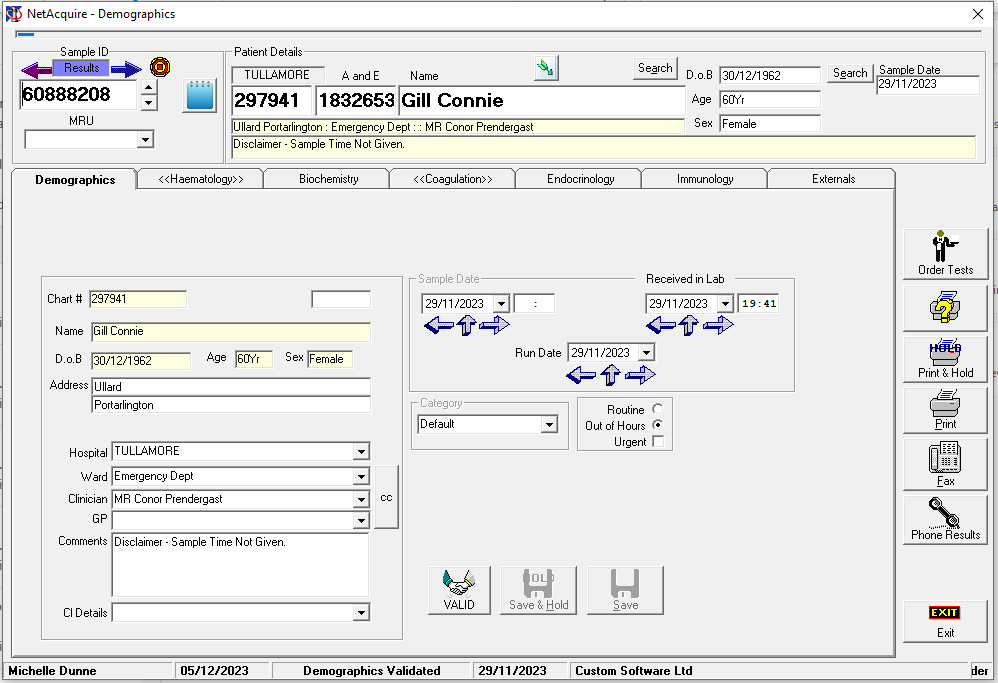 NetAcquire - Demographics
Sample ID
Results
60888208
MRU
Patient Details
TULLAMORE A and E Name Search
297941 1832653 Gill Connie
Ullard Portarlington : Emergency Dept : : MR Conor Prendergast
Disclaimer - Sample Time Not Given.
D.o.B 30/12/1962 Search
Age 60Yr
Sex Female
Sample Date
29/11/2023
Demographics <<Haematology>> Biochemistry <<Coagulation>> Endocrinology Immunology Externals
Chart # 297941
Name Gill Connie
D.o.B 30/12/1962 Age 60Yr Sex Female
Address Ullard
Portarlington
Hospital TULLAMORE
Ward Emergency Dept
Clinician MR Conor Prendergast
GP
cc
Comments Disclaimer - Sample Time Not Given.
Cl Details
Sample Date
29/11/2023 :
Received in Lab
29/11/2023 19:41
Run Date 29/11/2023
Category
Default
Routine
Out of Hours
Urgent
VALID
HOLD
Save & Hold
Save
Order Tests
HOLD
Print & Hold
Print
Fax
Phone Results
EXIT
Exit
Michelle Dunne 05/12/2023 Demographics Validated 29/11/2023 Custom Software Ltd der